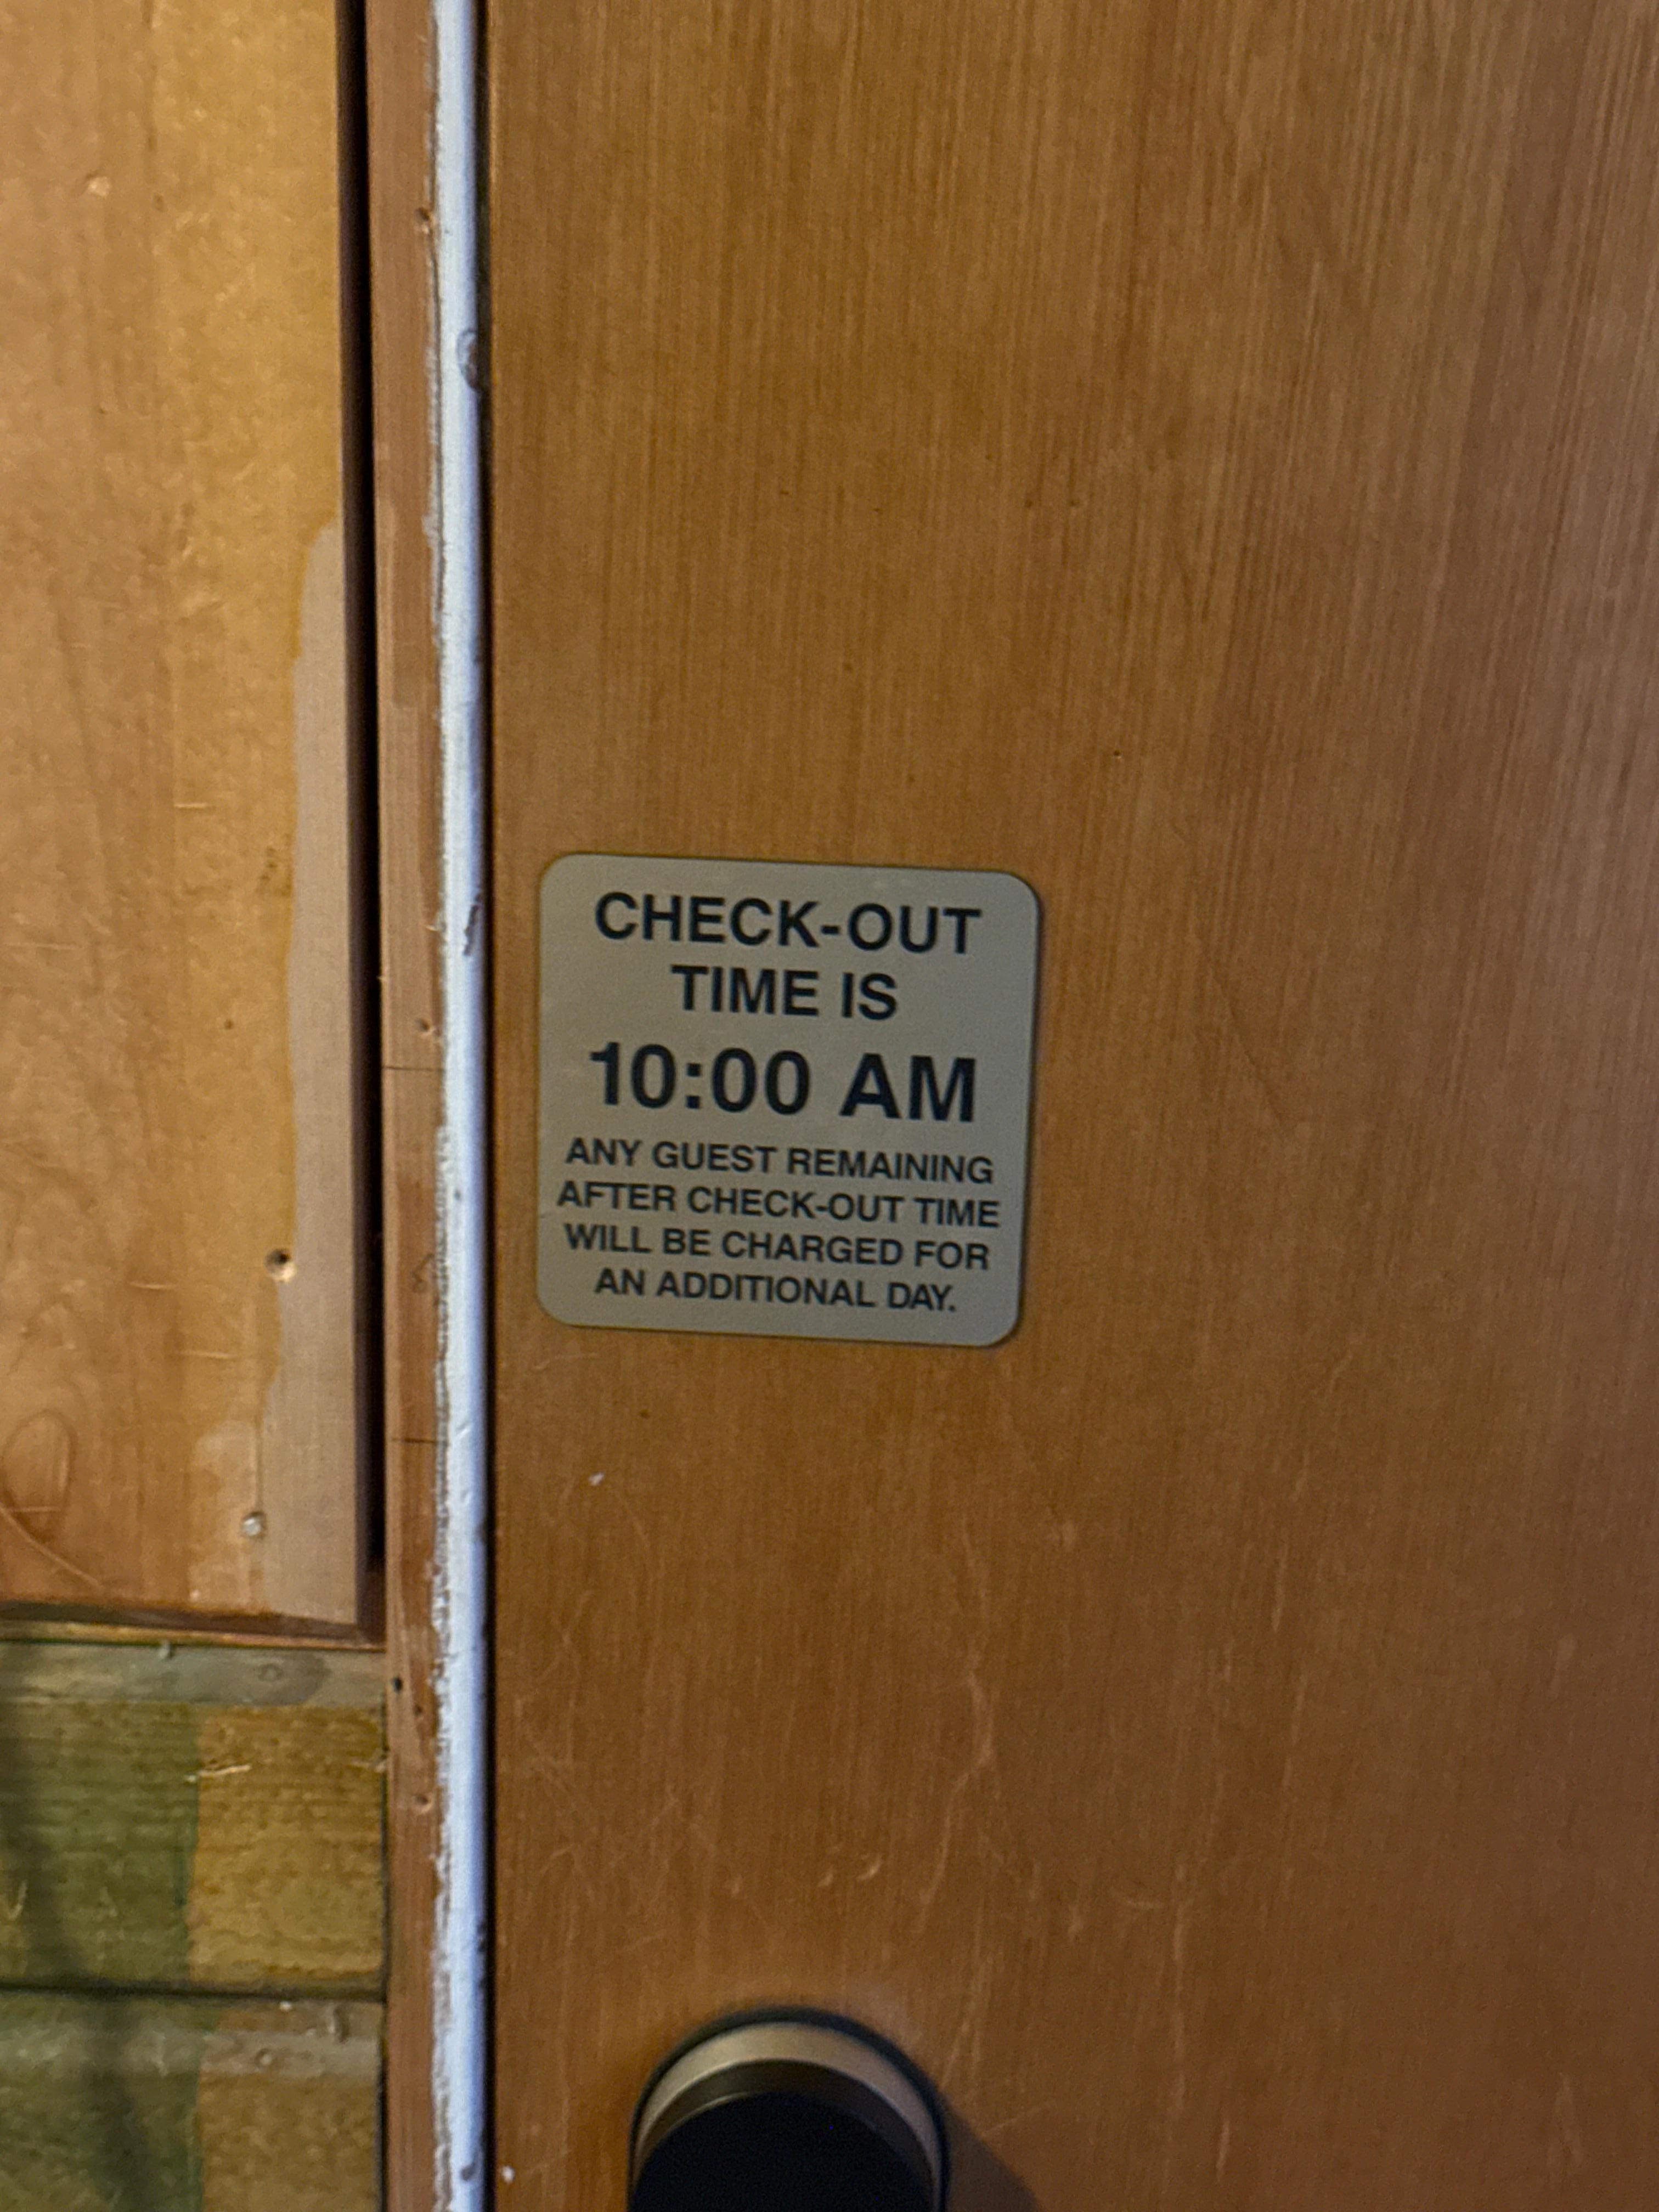 CHECK-OUT
TIME IS
10:00 AM
ANY GUEST REMAINING
AFTER CHECK-OUT TIME
WILL BE CHARGED FOR
AN ADDITIONAL DAY.